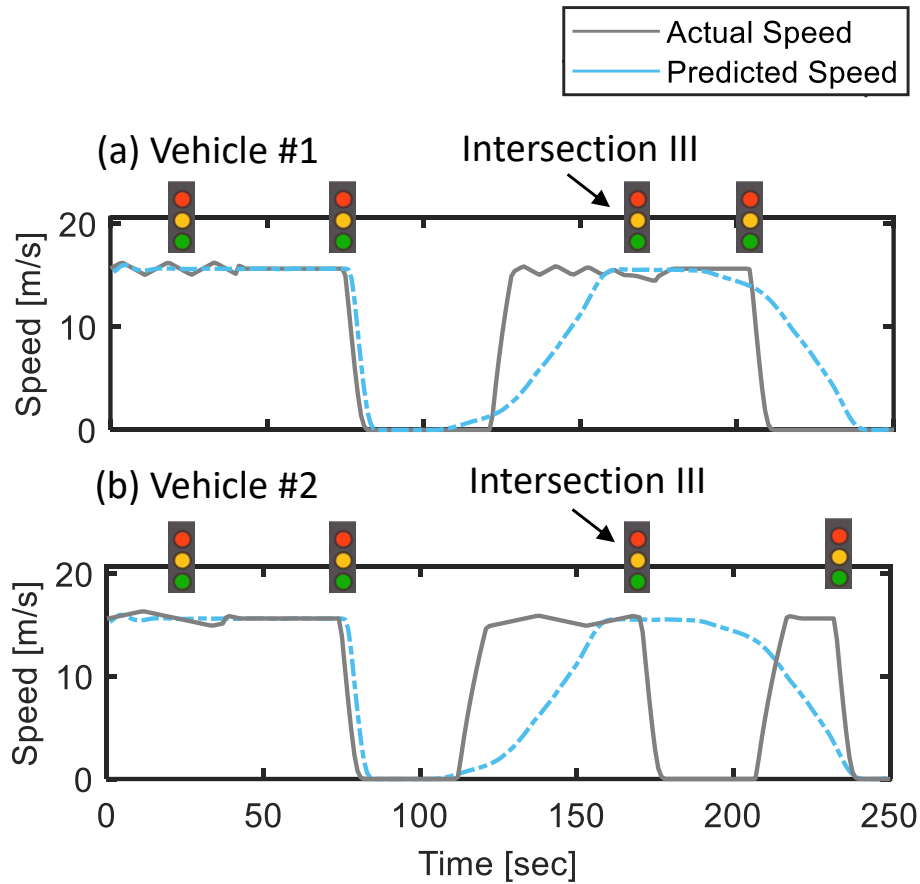 Actual Speed
Predicted Speed
(a) Vehicle #1
Intersection III
20
10
0
Speed [m/s]
(b) Vehicle #2
Intersection III
20
10
0
Speed [m/s]
0 50 100 150 200 250
Time [sec]